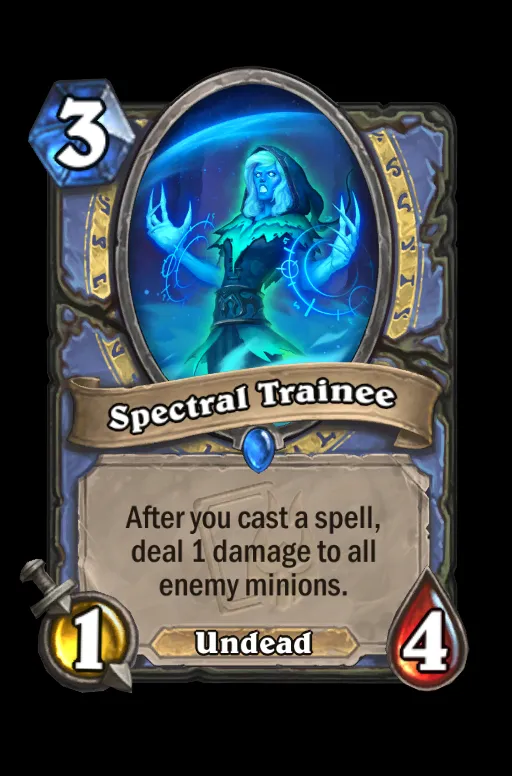 3
Spectral Trainee
After you cast a spell,
deal 1 damage to all
enemy minions.
1
Undead
4